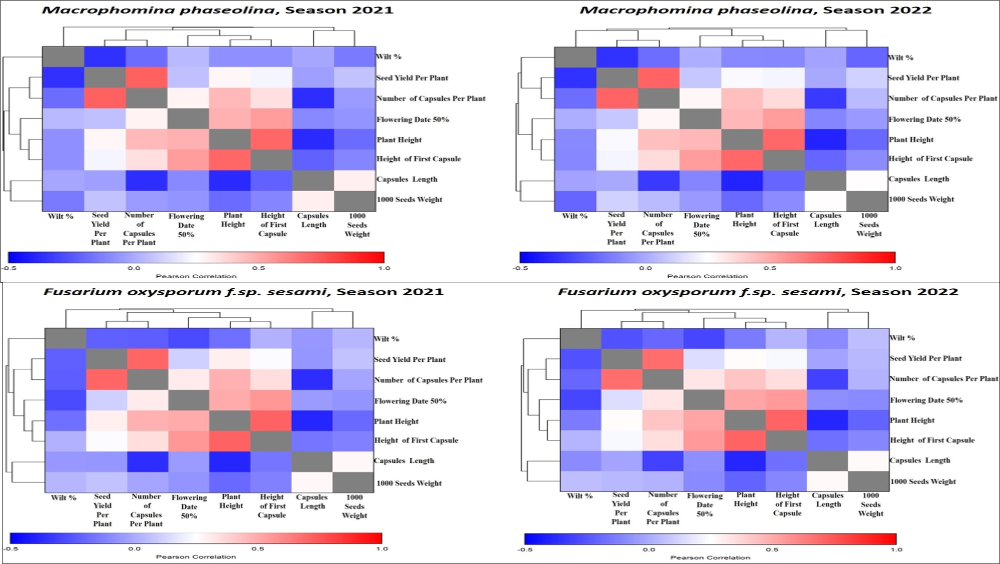 Macrophomina phaseolina, Season 2021
Wilt %
Seed Yield Per Plant
Number of Capsules Per Plant
Flowering Date 50%
Plant Height
Height of First Capsule
Capsules Length
1000 Seeds Weight
Wilt % Seed Number Flowering Plant Height Capsules 1000
Yield of Date Height of First Length Seeds
Per Capsules 50% Capsule Weight
Plant Per Plant
-0.5 0.0 0.5 1.0
Pearson Correlation
Macrophomina phaseolina, Season 2022
Wilt %
Seed Yield Per Plant
Number of Capsules Per Plant
Flowering Date 50%
Plant Height
Height of First Capsule
Capsules Length
1000 Seeds Weight
Wilt % Seed Number Flowering Plant Height Capsules 1000
Yield of Date Height of First Length Seeds
Per Capsules 50% Capsule Weight
Plant Per Plant
-0.5 0.0 0.5 1.0
Pearson Correlation
Fusarium oxysporum f.sp. sesami, Season 2021
Wilt %
Seed Yield Per Plant
Number of Capsules Per Plant
Flowering Date 50%
Plant Height
Height of First Capsule
Capsules Length
1000 Seeds Weight
Wilt % Seed Number Flowering Plant Height Capsules 1000
Yield of Date Height of First Length Seeds
Per Capsules 50% Capsule Weight
Plant Per Plant
-0.5 0.0 0.5 1.0
Pearson Correlation
Fusarium oxysporum f.sp. sesami, Season 2022
Wilt %
Seed Yield Per Plant
Number of Capsules Per Plant
Flowering Date 50%
Plant Height
Height of First Capsule
Capsules Length
1000 Seeds Weight
Wilt % Seed Number Flowering Plant Height Capsules 1000
Yield of Date Height of First Length Seeds
Per Capsules 50% Capsule Weight
Plant Per Plant
-0.5 0.0 0.5 1.0
Pearson Correlation